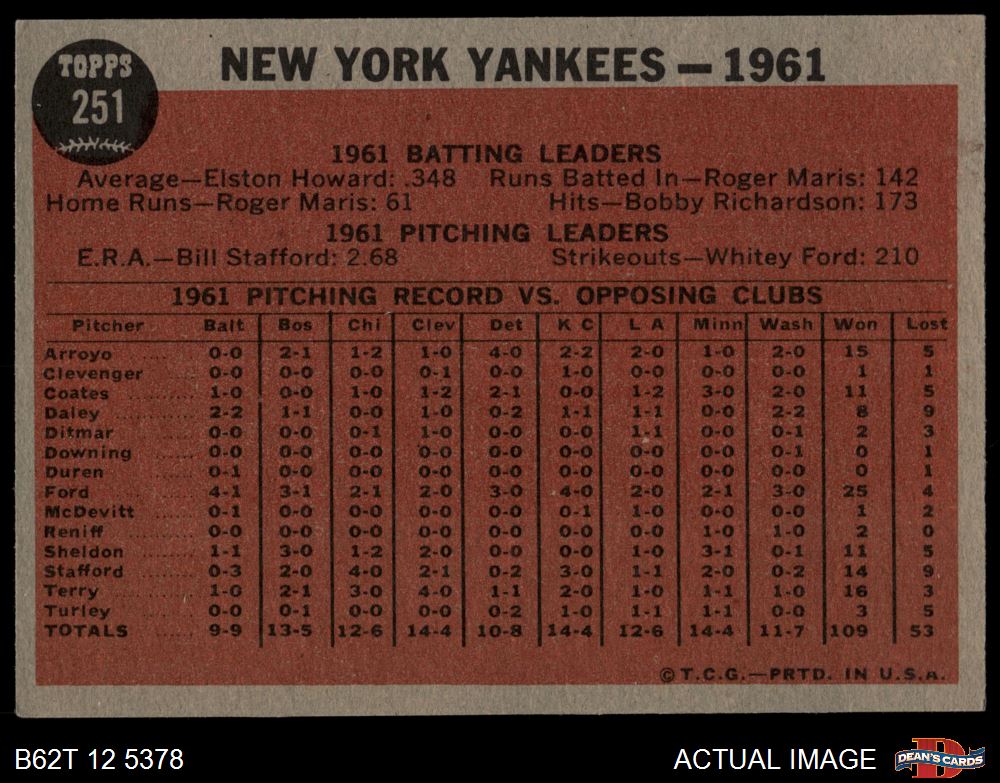 TOPPS
251
NEW YORK YANKEES — 1961
1961 BATTING LEADERS
Average—Elston Howard: .348 Runs Batted In—Roger Maris: 142
Home Runs—Roger Maris: 61 Hits—Bobby Richardson: 173
1961 PITCHING LEADERS
E.R.A.—Bill Stafford: 2.68 Strikeouts—Whitey Ford: 210
1961 PITCHING RECORD VS. OPPOSING CLUBS
Pitcher Balt Bos Chi Clev Det K C L A Minn Wash Won Lost
Arroyo 0-0 2-1 1-2 1-0 4-0 2-2 2-0 1-0 2-0 15 5
Clevenger 0-0 0-0 0-0 0-1 0-0 1-0 0-0 0-0 0-0 1 1
Coates 1-0 0-0 1-0 1-2 2-1 0-0 1-2 3-0 2-0 11 5
Daley 2-2 1-1 0-0 1-0 0-2 1-1 1-1 0-0 2-2 8 9
Ditmar 0-0 0-0 0-1 1-0 0-0 0-0 1-1 0-0 0-1 2 3
Downing 0-0 0-0 0-0 0-0 0-0 0-0 0-0 0-0 0-1 0 1
Duren 0-1 0-0 0-0 0-0 0-0 0-0 0-0 0-0 0-0 0 1
Ford 4-1 3-1 2-1 2-0 3-0 4-0 2-0 2-1 3-0 25 4
McDevitt 0-1 0-0 0-0 0-0 0-0 0-1 1-0 0-0 0-0 1 2
Reniff 0-0 0-0 0-0 0-0 0-0 0-0 0-0 1-0 1-0 2 0
Sheldon 1-1 3-0 1-2 2-0 0-0 0-0 1-0 3-1 0-1 11 5
Stafford 0-3 2-0 4-0 2-1 0-2 3-0 1-1 2-0 0-2 14 9
Terry 1-0 2-1 3-0 4-0 1-1 2-0 1-0 1-1 1-0 16 3
Turley 0-0 0-1 0-0 0-0 0-2 1-0 1-1 1-1 0-0 3 5
TOTALS 9-9 13-5 12-6 14-4 10-8 14-4 12-6 14-4 11-7 109 53
© T.C.G.—PRTD. IN U.S.A.
B62T 12 5378 ACTUAL IMAGE
D
DEAN'S CARDS